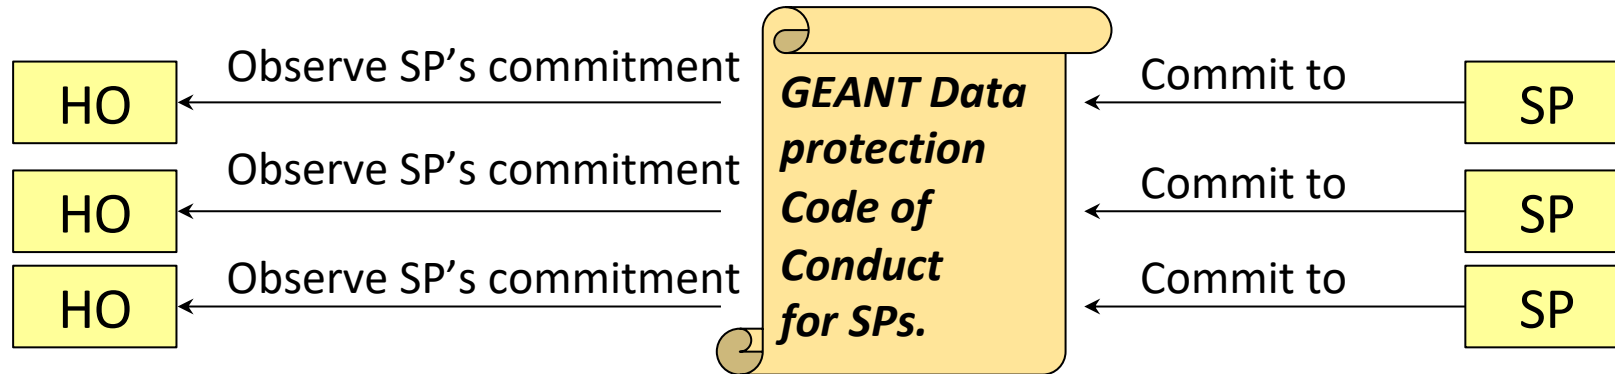 HO
Observe SP’s commitment
HO
Observe SP’s commitment
HO
Observe SP’s commitment
GEANT Data
protection
Code of
Conduct
for SPs.
Commit to
SP
Commit to
SP
Commit to
SP